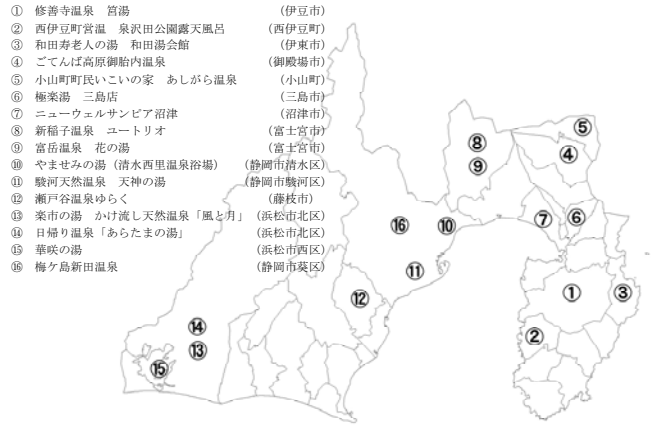 ① 修善寺温泉　筥湯　（伊豆市）
② 西伊豆町営温　泉沢田公園露天風呂　（西伊豆町）
③ 和田寿老人の湯　和田湯会館　（伊東市）
④ ごてんば高原御胎内温泉　（御殿場市）
⑤ 小山町町民いこいの家　あしがら温泉　（小山町）
⑥ 極楽湯　三島店　（三島市）
⑦ ニューウェルサンピア沼津　（沼津市）
⑧ 新稲子温泉　ユートリオ　（富士宮市）
⑨ 富岳温泉　花の湯　（富士宮市）
⑩ やませみの湯（清水西里温泉浴場）　（静岡市清水区）
⑪ 駿河天然温泉　天神の湯　（静岡市駿河区）
⑫ 瀬戸谷温泉ゆらく　（藤枝市）
⑬ 楽市の湯　かけ流し天然温泉「風と月」（浜松市北区）
⑭ 日帰り温泉「あらたまの湯」　（浜松市北区）
⑮ 華咲の湯　（浜松市西区）
⑯ 梅ケ島新田温泉　（静岡市葵区）
⑤
⑧
④
⑨
⑯
⑩
⑦
⑥
⑪
①
③
⑫
⑭
②
⑬
⑮